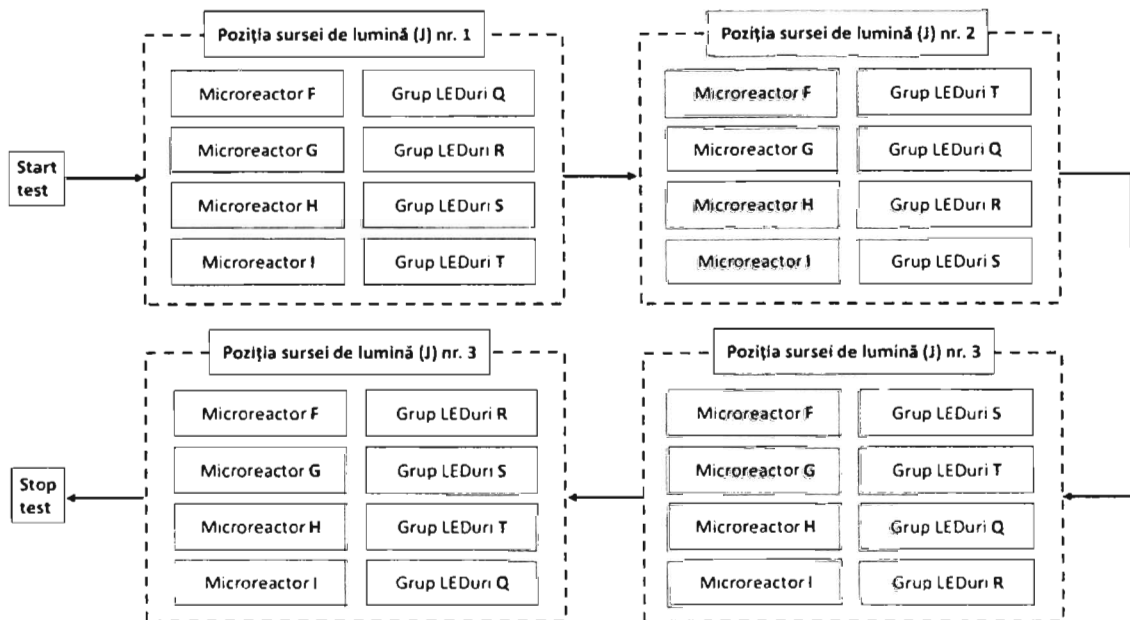 Poziția sursei de lumină (J) nr. 1
Microreactor F
Grup LEDuri Q
Microreactor G
Grup LEDuri R
Microreactor H
Grup LEDuri S
Microreactor I
Grup LEDuri T
Start
test
Poziția sursei de lumină (J) nr. 2
Microreactor F
Grup LEDuri T
Microreactor G
Grup LEDuri Q
Microreactor H
Grup LEDuri R
Microreactor I
Grup LEDuri S
Poziția sursei de lumină (J) nr. 3
Microreactor F
Grup LEDuri S
Microreactor G
Grup LEDuri T
Microreactor H
Grup LEDuri Q
Microreactor I
Grup LEDuri R
Poziția sursei de lumină (J) nr. 3
Microreactor F
Grup LEDuri R
Microreactor G
Grup LEDuri S
Microreactor H
Grup LEDuri T
Microreactor I
Grup LEDuri Q
Stop
test